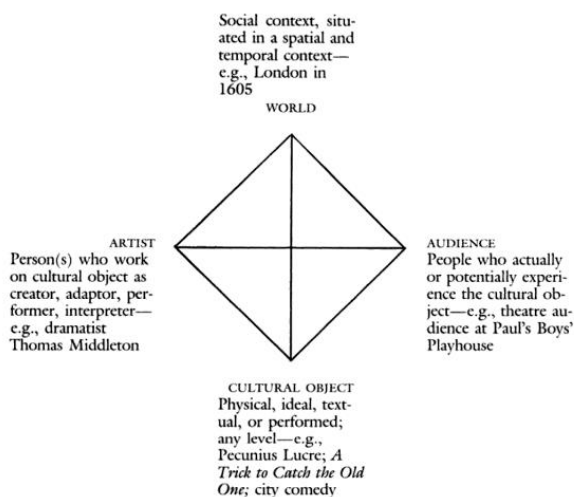 Social context, situ-
ated in a spatial and
temporal context—
e.g., London in
1605
WORLD
ARTIST
Person(s) who work
on cultural object as
creator, adaptor, per-
former, interpreter—
e.g., dramatist
Thomas Middleton
AUDIENCE
People who actually
or potentially experi-
ence the cultural ob-
ject—e.g., theatre au-
dience at Paul's Boys'
Playhouse
CULTURAL OBJECT
Physical, ideal, text-
ual, or performed;
any level—e.g.,
Pecunius Lucre; A
Trick to Catch the Old
One; city comedy